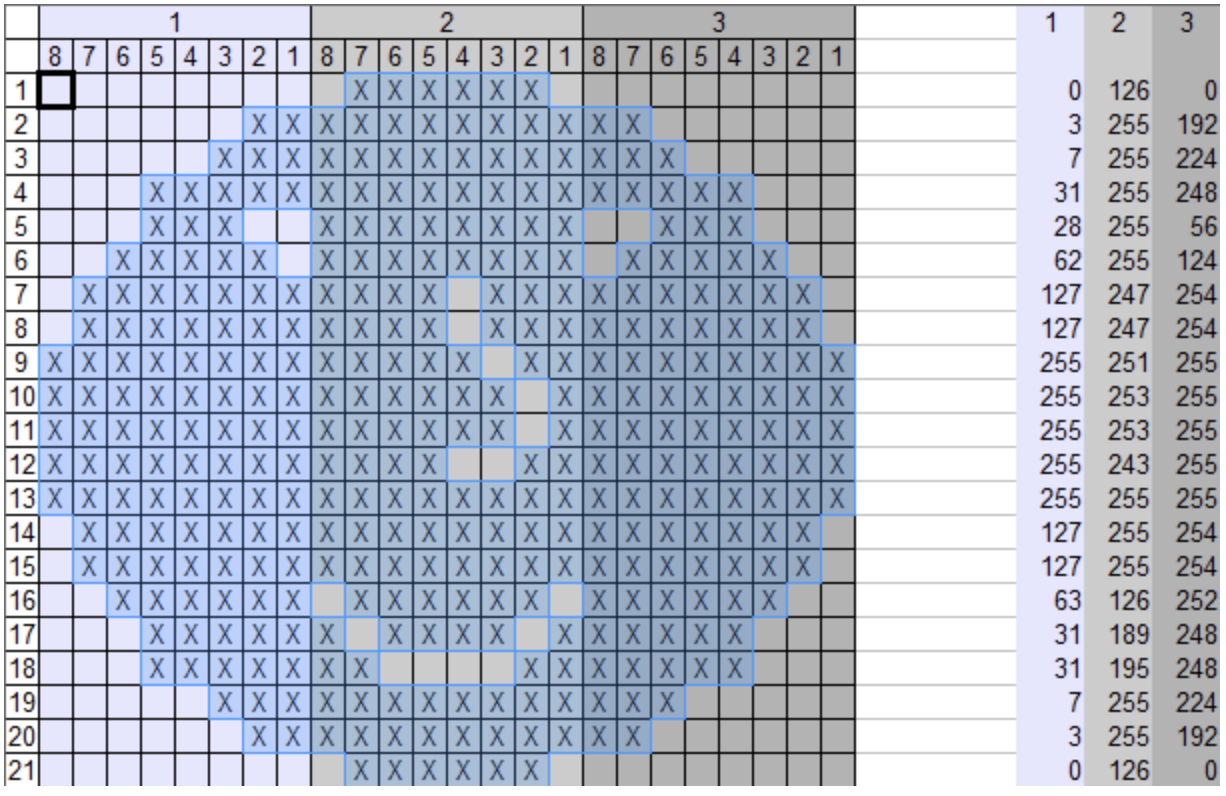 1 2 3 1 2 3
8 7 6 5 4 3 2 1 8 7 6 5 4 3 2 1 8 7 6 5 4 3 2 1
1 X X X X X X 0 126 0
2 X X X X X X X X X X X X 3 255 192
3 X X X X X X X X X X X X X X 7 255 224
4 X X X X X X X X X X X X X X X X X X 31 255 248
5 X X X X X X X X X X X X X X 28 255 56
6 X X X X X X X X X X X X X X X X X X 62 255 124
7 X X X X X X X X X X X X X X X X X X X X X 127 247 254
8 X X X X X X X X X X X X X X X X X X X X X 127 247 254
9 X X X X X X X X X X X X X X X X X X X X X X X 255 251 255
10 X X X X X X X X X X X X X X X X X X X X X X X 255 253 255
11 X X X X X X X X X X X X X X X X X X X X X X X 255 253 255
12 X X X X X X X X X X X X X X X X X X X X X X 255 243 255
13 X X X X X X X X X X X X X X X X X X X X X X X X 255 255 255
14 X X X X X X X X X X X X X X X X X X X X X X 127 255 254
15 X X X X X X X X X X X X X X X X X X X X X X 127 255 254
16 X X X X X X X X X X X X X X X X X X 63 126 252
17 X X X X X X X X X X X X X X X X 31 189 248
18 X X X X X X X X X X X X X X 31 195 248
19 X X X X X X X X X X X X X X 7 255 224
20 X X X X X X X X X X X X 3 255 192
21 X X X X X X 0 126 0